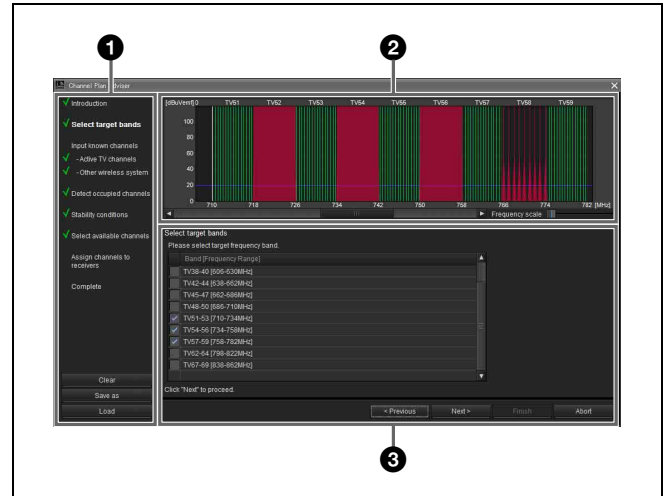 1
2
Channel Plan Adviser
Introduction
Select target bands
Input known channels
- Active TV channels
- Other wireless system
Detect occupied channels
Stability conditions
Select available channels
Assign channels to
receivers
Complete
Clear
Save as
Load
[dBuVemf] TV51 TV52 TV53 TV54 TV55 TV56 TV57 TV58 TV59
100
80
60
40
20
0
710 718 726 734 742 750 758 766 774 782 [MHz]
Frequency scale
Select target bands
Please select target frequency band.
Band [Frequency Range]
TV38-40 [606-630MHz]
TV42-44 [638-662MHz]
TV45-47 [662-686MHz]
TV48-50 [686-710MHz]
TV51-53 [710-734MHz]
TV54-56 [734-758MHz]
TV57-59 [758-782MHz]
TV62-64 [798-822MHz]
TV67-69 [838-862MHz]
Click "Next" to proceed.
< Previous Next > Finish Abort
3